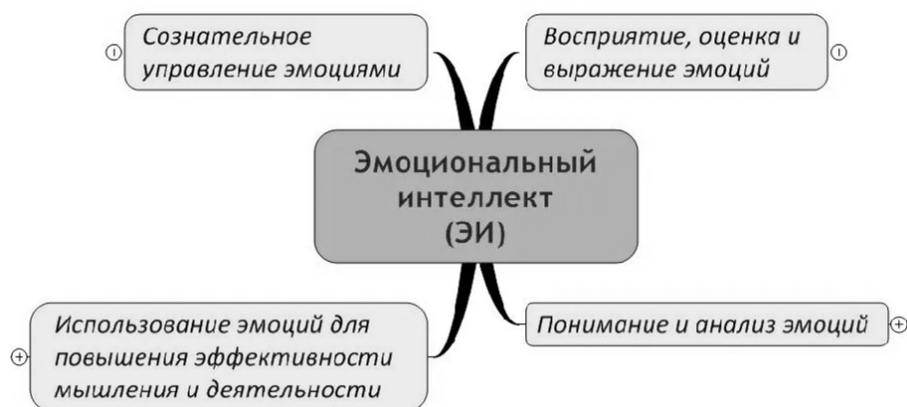 Сознательное
управление эмоциями
Восприятие, оценка и
выражение эмоций
Эмоциональный
интеллект
(ЭИ)
Использование эмоций для
повышения эффективности
мышления и деятельности
Понимание и анализ эмоций